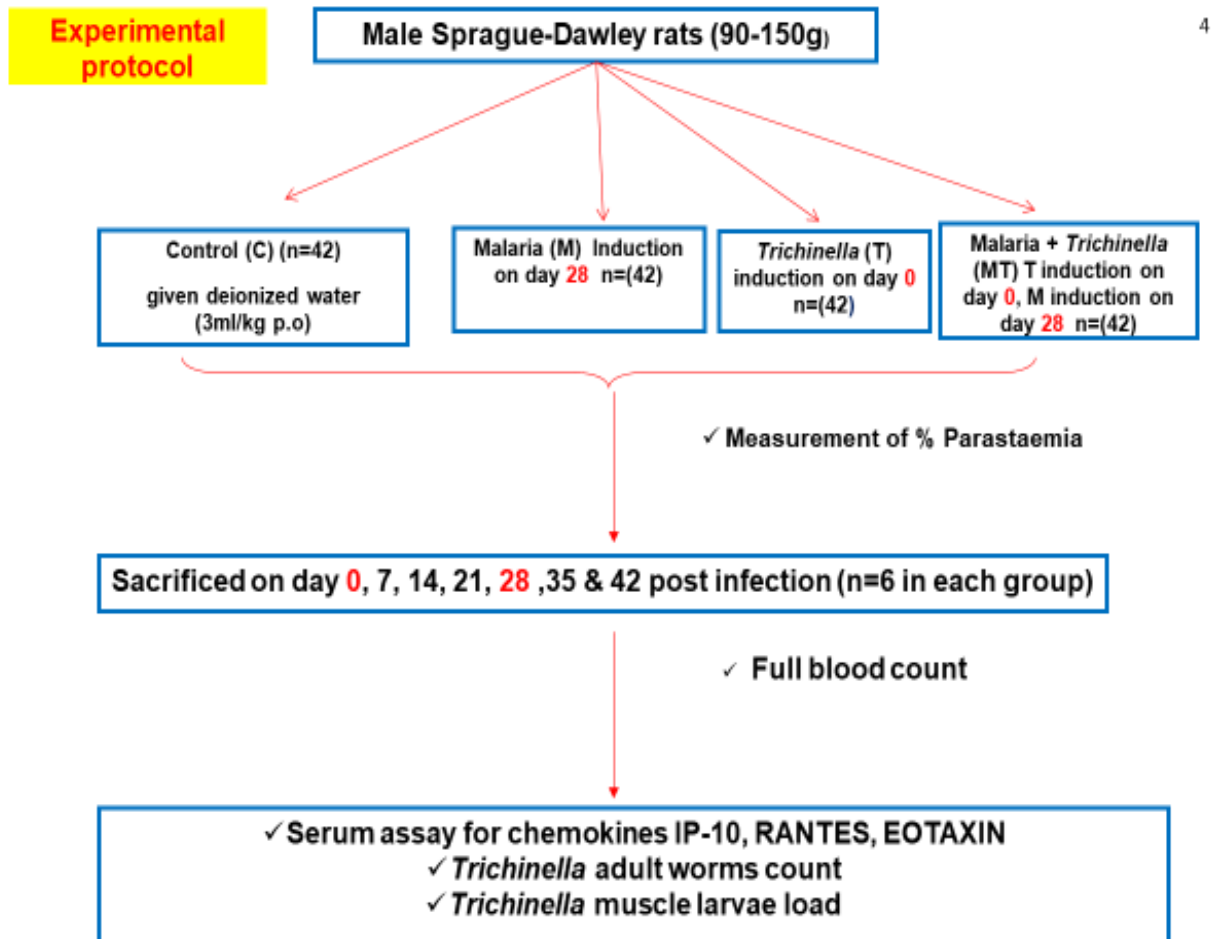 Experimental
protocol
Male Sprague-Dawley rats (90-150g)
4
Control (C) (n=42)
given deionized water
(3ml/kg p.o)
Malaria (M) Induction
on day 28 n=(42)
Trichinella (T)
induction on day 0
n=(42)
Malaria + Trichinella
(MT) T induction on
day 0, M induction on
day 28 n=(42)
✓ Measurement of % Parastaemia
Sacrificed on day 0, 7, 14, 21, 28 ,35 & 42 post infection (n=6 in each group)
✓ Full blood count
✓Serum assay for chemokines IP-10, RANTES, EOTAXIN
✓Trichinella adult worms count
✓Trichinella muscle larvae load